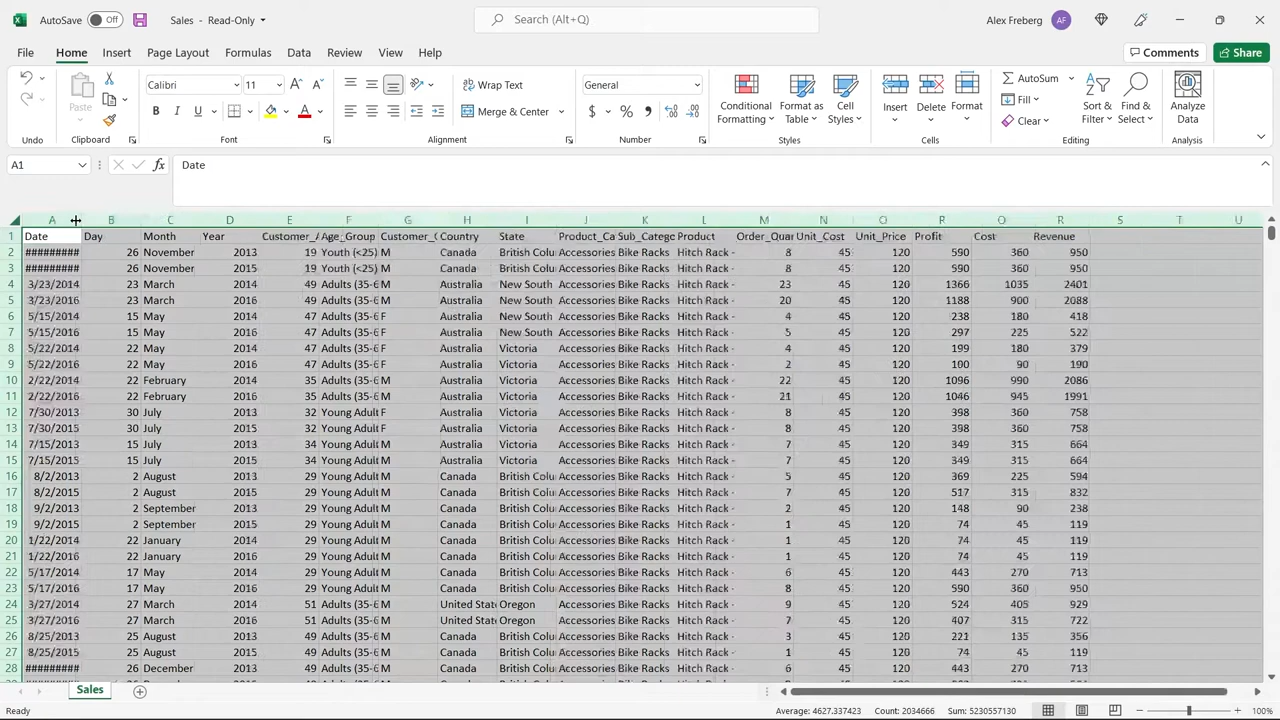 AutoSave Off Sales - Read-Only Search (Alt+Q) Alex Freberg AF
File Home Insert Page Layout Formulas Data Review View Help Comments Share
Calibri 11 Wrap Text General AutoSum
Paste B I U Merge & Center $ % Conditional Formatting Format as Table Cell Styles Insert Delete Format Fill Clear Sort & Filter Find & Select Analyze Data
Undo Clipboard Font Alignment Number Styles Cells Editing Analysis
A1 fx Date
A B C D E F G H I J K L M N O P Q R S T U
1 Date Day Month Year Customer_A Age_Group Customer_G Country State Product_Ca Sub_Catego Product Order_Quan Unit_Cost Unit_Price Profit Cost Revenue
2 ######### 26 November 2013 19 Youth (<25) M Canada British Colu Accessories Bike Racks Hitch Rack - 8 45 120 590 360 950
3 ######### 26 November 2015 19 Youth (<25) M Canada British Colu Accessories Bike Racks Hitch Rack - 8 45 120 590 360 950
4 3/23/2014 23 March 2014 49 Adults (35-6 M Australia New South Accessories Bike Racks Hitch Rack - 23 45 120 1366 1035 2401
5 3/23/2016 23 March 2016 49 Adults (35-6 M Australia New South Accessories Bike Racks Hitch Rack - 20 45 120 1188 900 2088
6 5/15/2014 15 May 2014 47 Adults (35-6 F Australia New South Accessories Bike Racks Hitch Rack - 4 45 120 238 180 418
7 5/15/2016 15 May 2016 47 Adults (35-6 F Australia New South Accessories Bike Racks Hitch Rack - 5 45 120 297 225 522
8 5/22/2014 22 May 2014 47 Adults (35-6 F Australia Victoria Accessories Bike Racks Hitch Rack - 4 45 120 199 180 379
9 5/22/2016 22 May 2016 47 Adults (35-6 F Australia Victoria Accessories Bike Racks Hitch Rack - 2 45 120 100 90 190
10 2/22/2014 22 February 2014 35 Adults (35-6 M Australia Victoria Accessories Bike Racks Hitch Rack - 22 45 120 1096 990 2086
11 2/22/2016 22 February 2016 35 Adults (35-6 M Australia Victoria Accessories Bike Racks Hitch Rack - 21 45 120 1046 945 1991
12 7/30/2013 30 July 2013 32 Young Adult F Australia Victoria Accessories Bike Racks Hitch Rack - 8 45 120 398 360 758
13 7/30/2015 30 July 2015 32 Young Adult F Australia Victoria Accessories Bike Racks Hitch Rack - 8 45 120 398 360 758
14 7/15/2013 15 July 2013 34 Young Adult M Australia Victoria Accessories Bike Racks Hitch Rack - 7 45 120 349 315 664
15 7/15/2015 15 July 2015 34 Young Adult M Australia Victoria Accessories Bike Racks Hitch Rack - 7 45 120 349 315 664
16 8/2/2013 2 August 2013 29 Young Adult M Canada British Colu Accessories Bike Racks Hitch Rack - 5 45 120 369 225 594
17 8/2/2015 2 August 2015 29 Young Adult M Canada British Colu Accessories Bike Racks Hitch Rack - 7 45 120 517 315 832
18 9/2/2013 2 September 2013 29 Young Adult M Canada British Colu Accessories Bike Racks Hitch Rack - 2 45 120 148 90 238
19 9/2/2015 2 September 2015 29 Young Adult M Canada British Colu Accessories Bike Racks Hitch Rack - 1 45 120 74 45 119
20 1/22/2014 22 January 2014 29 Young Adult M Canada British Colu Accessories Bike Racks Hitch Rack - 1 45 120 74 45 119
21 1/22/2016 22 January 2016 29 Young Adult M Canada British Colu Accessories Bike Racks Hitch Rack - 1 45 120 74 45 119
22 5/17/2014 17 May 2014 29 Young Adult M Canada British Colu Accessories Bike Racks Hitch Rack - 6 45 120 443 270 713
23 5/17/2016 17 May 2016 29 Young Adult M Canada British Colu Accessories Bike Racks Hitch Rack - 8 45 120 590 360 950
24 3/27/2014 27 March 2014 51 Adults (35-6 M United State Oregon Accessories Bike Racks Hitch Rack - 9 45 120 524 405 929
25 3/27/2016 27 March 2016 51 Adults (35-6 M United State Oregon Accessories Bike Racks Hitch Rack - 7 45 120 407 315 722
26 8/25/2013 25 August 2013 49 Adults (35-6 M Canada British Colu Accessories Bike Racks Hitch Rack - 3 45 120 221 135 356
27 8/25/2015 25 August 2015 49 Adults (35-6 M Canada British Colu Accessories Bike Racks Hitch Rack - 1 45 120 74 45 119
28 ######### 26 December 2013 49 Adults (35-6 M Canada British Colu Accessories Bike Racks Hitch Rack - 6 45 120 443 270 713
Sales
Ready Average: 4627.337423 Count: 2034666 Sum: 5230557130 100%